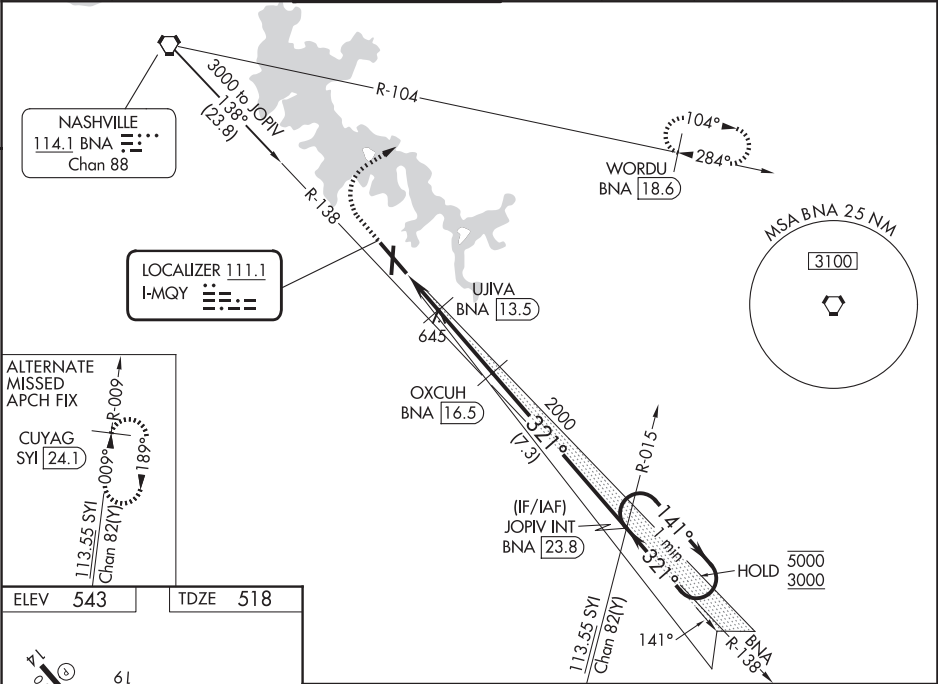 3000 to JOPIV
138°
(23.8)
R-104
NASHVILLE
114.1 BNA
Chan 88
104°
284°
WORDU
BNA 18.6
R-138
MSA BNA 25 NM
3100
LOCALIZER 111.1
I-MQY
UJIVA
BNA 13.5
645
ALTERNATE
MISSED
APCH FIX
R-009
CUYAG
SYI 24.1
009°
189°
113.55 SYI
Chan 82(Y)
OXCUH
BNA 16.5
2000
321°
(7.3)
R-015
(IF/IAF)
JOPIV INT
BNA 23.8
141°
1 min
321°
HOLD
5000
3000
141°
BNA
R-138
113.55 SYI
Chan 82(Y)
ELEV 543
TDZE 518
14
P
19